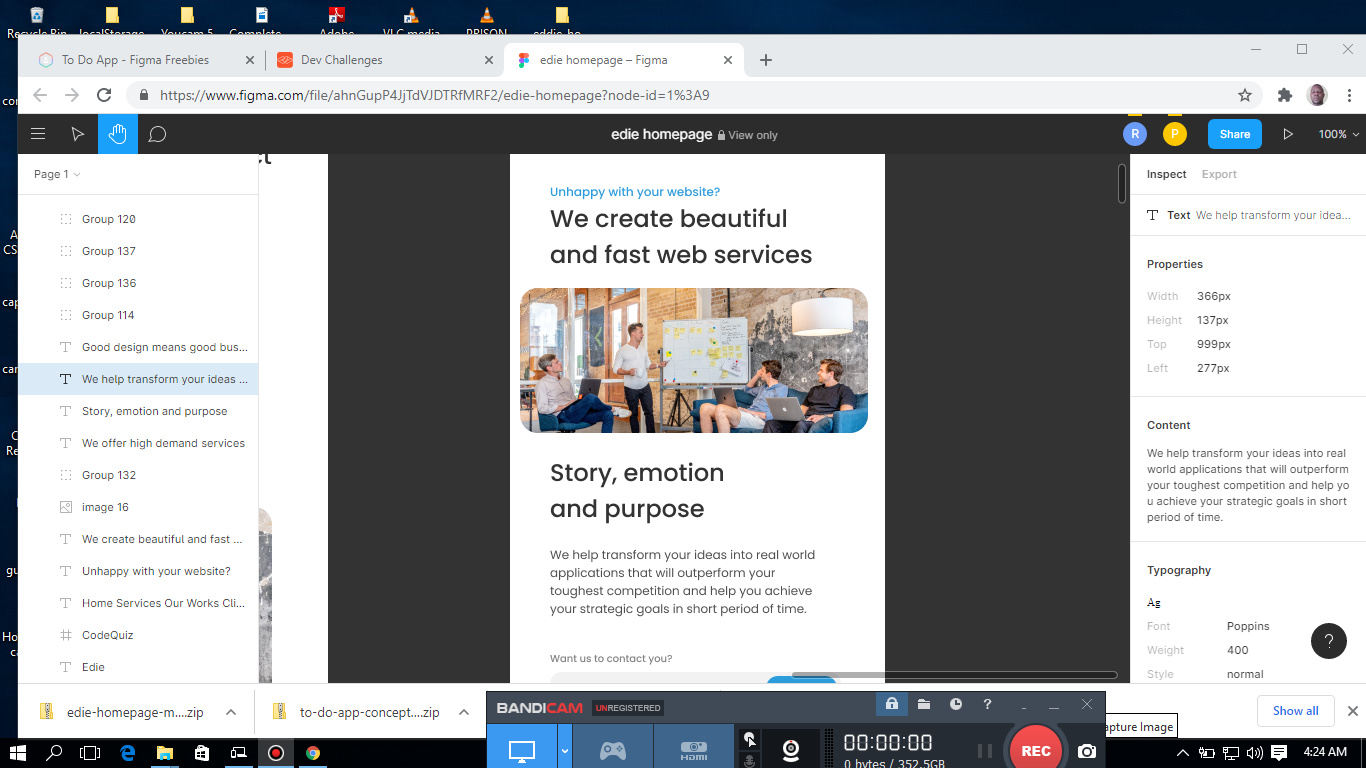 Recycle Bin
localStorage
Youcam 5
Complete
Adobe
VLC media
PRISON
eddie-ho
To Do App - Figma Freebies
Dev Challenges
edie homepage – Figma
https://www.figma.com/file/ahnGupP4JjTdVJDTRfMRF2/edie-homepage?node-id=1%3A9
edie homepage View only
R
P
Share
100%
Page 1
Group 120
Group 137
Group 136
Group 114
Good design means good bus...
We help transform your ideas ...
Story, emotion and purpose
We offer high demand services
Group 132
image 16
We create beautiful and fast ...
Unhappy with your website?
Home Services Our Works Cli...
CodeQuiz
Edie
Unhappy with your website?
We create beautiful
and fast web services
Story, emotion
and purpose
We help transform your ideas into real world
applications that will outperform your
toughest competition and help you achieve
your strategic goals in short period of time.
Want us to contact you?
Inspect Export
Text We help transform your idea...
Properties
Width 366px
Height 137px
Top 999px
Left 277px
Content
We help transform your ideas into real
world applications that will outperform
your toughest competition and help yo
u achieve your strategic goals in short
period of time.
Typography
Ag
Font Poppins
Weight 400
Style normal
?
edie-homepage-m....zip
to-do-app-concept....zip
Show all
BANDICAM UNREGISTERED
?
HDMI
00:00:00
0 bytes / 352.5GB
REC
apture Image
4:24 AM